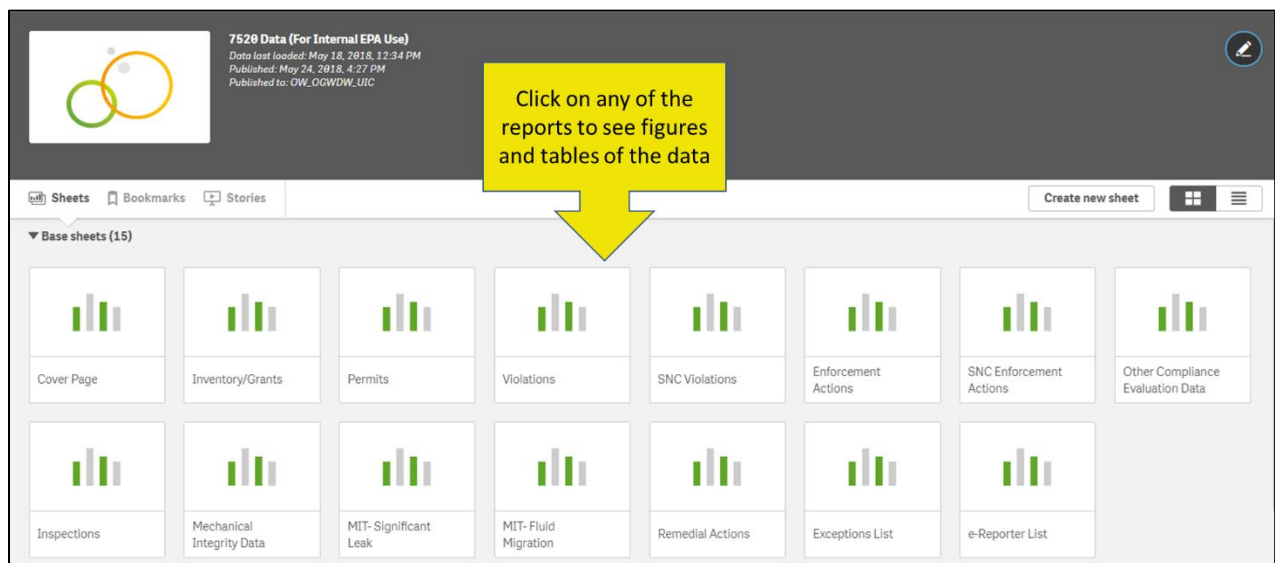 7520 Data (For Internal EPA Use)
Data last loaded: May 18, 2018, 12:34 PM
Published: May 24, 2018, 4:27 PM
Published to: OW_OGWDW_UIC
Click on any of the
reports to see figures
and tables of the data
Sheets Bookmarks Stories
Create new sheet
Base sheets (15)
Cover Page
Inventory/Grants
Permits
Violations
SNC Violations
Enforcement
Actions
SNC Enforcement
Actions
Other Compliance
Evaluation Data
Inspections
Mechanical
Integrity Data
MIT- Significant
Leak
MIT- Fluid
Migration
Remedial Actions
Exceptions List
e-Reporter List